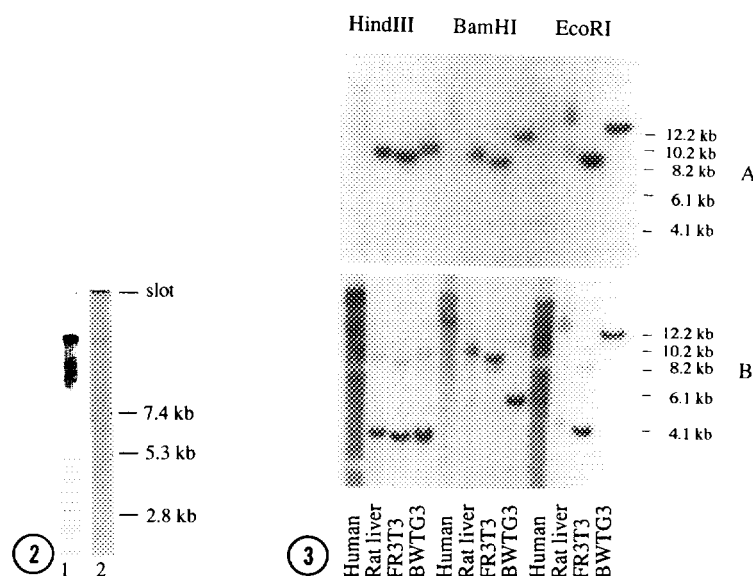 HindIII BamHI EcoRI
12.2 kb
10.2 kb
8.2 kb
6.1 kb
4.1 kb
A
12.2 kb
10.2 kb
8.2 kb
6.1 kb
4.1 kb
B
slot
7.4 kb
5.3 kb
2.8 kb
2
1 2
3
Human
Rat liver
FR3T3
BWTG3
Human
Rat liver
FR3T3
BWTG3
Human
Rat liver
FR3T3
BWTG3